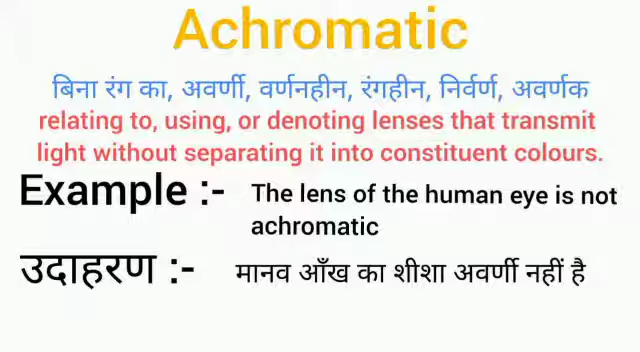 Achromatic
बिना रंग का, अवर्णी, वर्णनहीन, रंगहीन, निर्वर्ण, अवर्णक
relating to, using, or denoting lenses that transmit
light without separating it into constituent colours.
Example :- The lens of the human eye is not
achromatic
उदाहरण :- मानव आँख का शीशा अवर्णी नहीं है